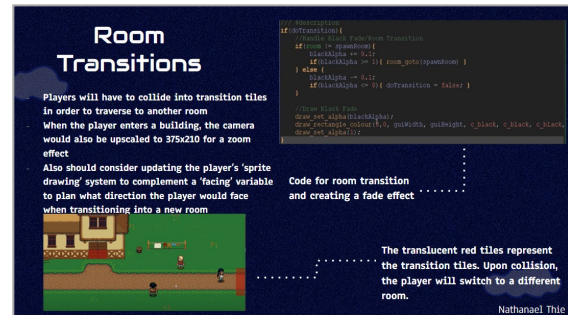 Room
Transitions
Players will have to collide into transition tiles
in order to traverse to another room
When the player enters a building, the camera
would also be upscaled to 375x210 for a zoom
effect
Also should consider updating the player's 'sprite
drawing' system to complement a 'facing' variable
to plan what direction the player would face
when transitioning into a new room
/// @description
if(doTransition){
//Handle Black Fade/Room Transition
if(room != spawnRoom){
blackAlpha += 0.1;
if(blackAlpha >= 1){ room_goto(spawnRoom) }
} else {
blackAlpha -= 0.1;
if(blackAlpha <= 0){ doTransition = false; }
}
//Draw Black Fade
draw_set_alpha(blackAlpha);
draw_rectangle_colour(0,0, guiWidth, guiHeight, c_black, c_black, c_black,
draw_set_alpha(1);
}
Code for room transition
and creating a fade effect
The translucent red tiles represent
the transition tiles. Upon collision,
the player will switch to a different
room.
Nathanael Thie